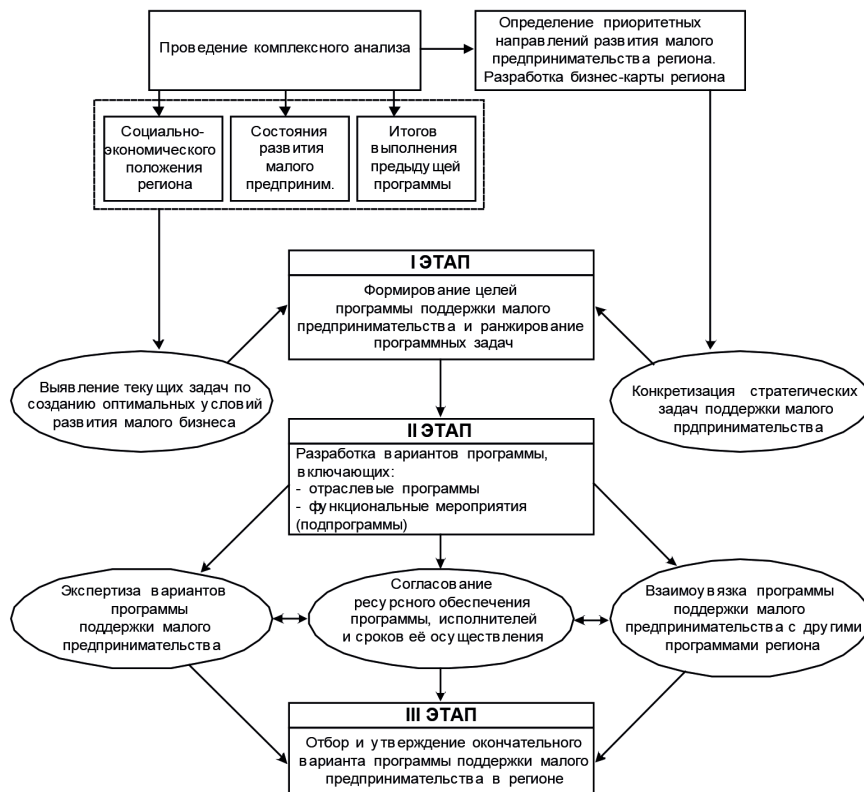 Проведение комплексного анализа
Определение приоритетных
направлений развития малого
предпринимательства региона.
Разработка бизнес-карты региона
Социально-
экономического
положения
региона
Состояния
развития
малого
предприним.
Итогов
выполнения
предыдущей
программы
I ЭТАП
Формирование целей
программы поддержки малого
предпринимательства и ранжирование
программных задач
Выявление текущих задач по
созданию оптимальных условий
развития малого бизнеса
Конкретизация стратегических
задач поддержки малого
прдпринимательства
II ЭТАП
Разработка вариантов программы,
включающих:
- отраслевые программы
- функциональные мероприятия
(подпрограммы)
Экспертиза вариантов
программы
поддержки малого
предпринимательства
Согласование
ресурсного обеспечения
программы, исполнителей
и сроков её осуществления
Взаимоувязка программы
поддержки малого
предпринимательства с другими
программами региона
III ЭТАП
Отбор и утверждение окончательного
варианта программы поддержки малого
предпринимательства в регионе